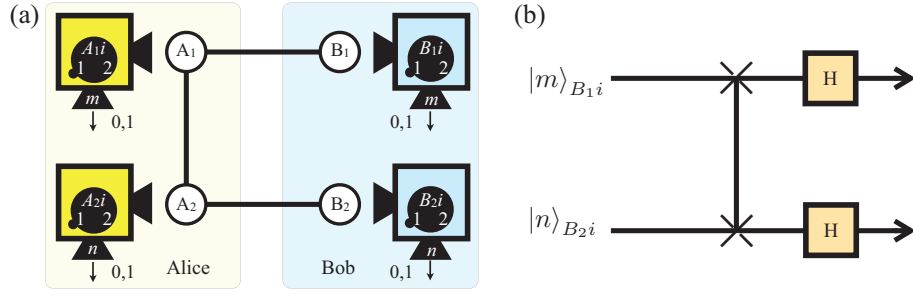 (a)
A₁i
1 2
m
0,1
A₁
B₁
B₁i
1 2
m
0,1
A₂i
1 2
n
0,1
A₂
B₂
B₂i
1 2
n
0,1
Alice
Bob
(b)
|m⟩B₁i
H
|n⟩B₂i
H